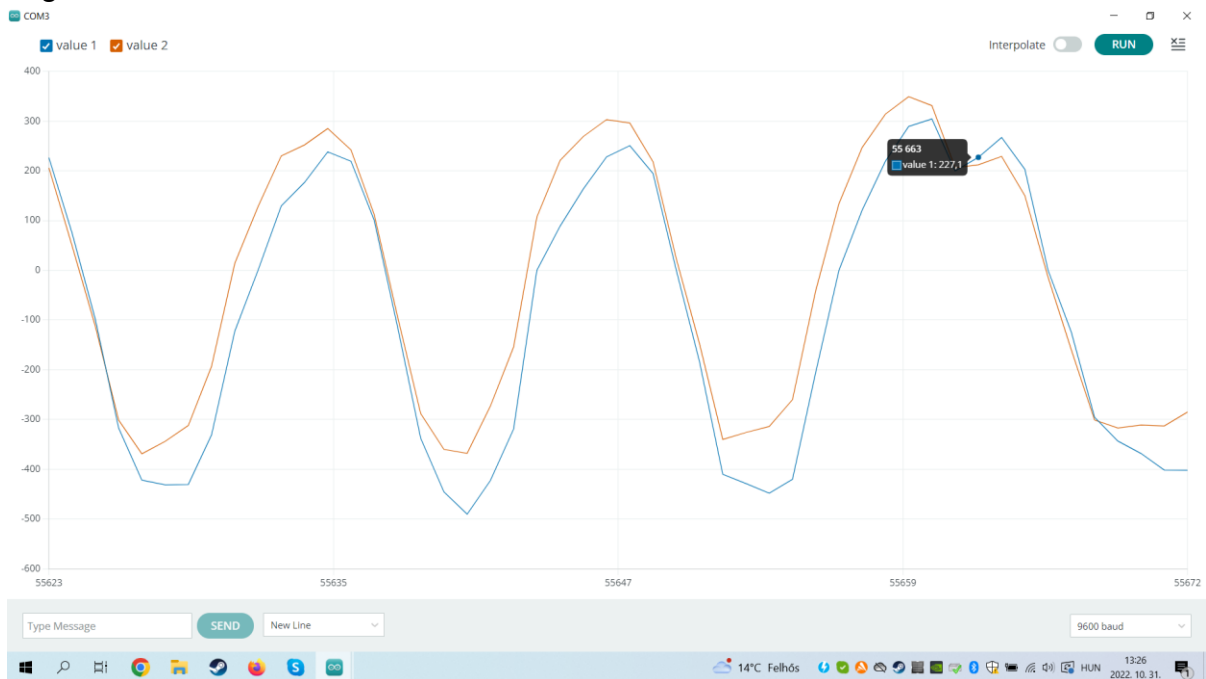 COM3
value 1 value 2
Interpolate RUN
400
300
200
100
0
-100
-200
-300
-400
-500
-600
55 663
value 1: 227,1
55623 55635 55647 55659 55672
Type Message SEND New Line 9600 baud
14°C Felhős HUN 13:26
2022. 10. 31.
1